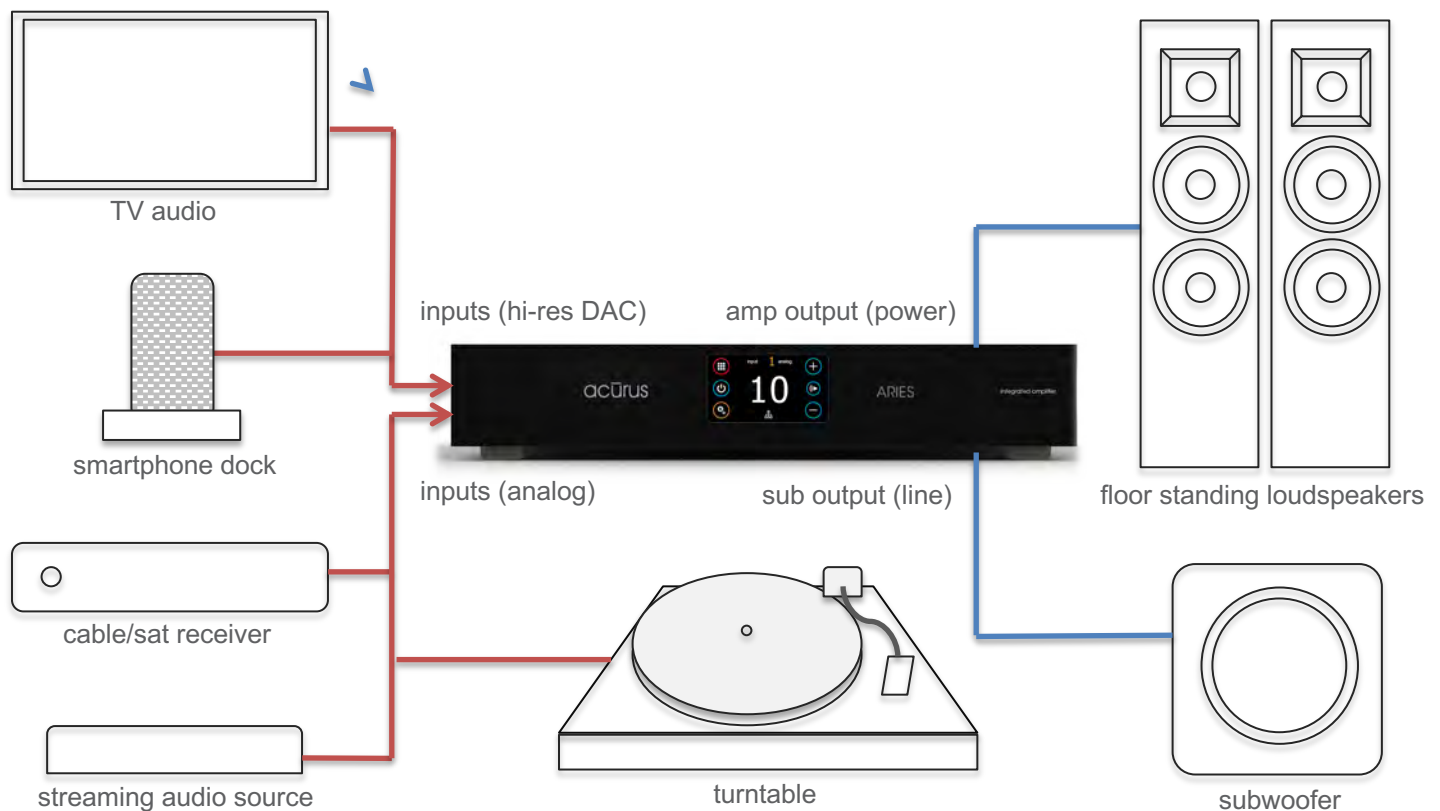 TV audio
smartphone dock
cable/sat receiver
streaming audio source
inputs (hi-res DAC)
amp output (power)
acūrus
input 1 analog
10
ARIES
integrated amplifier
inputs (analog)
sub output (line)
turntable
floor standing loudspeakers
subwoofer